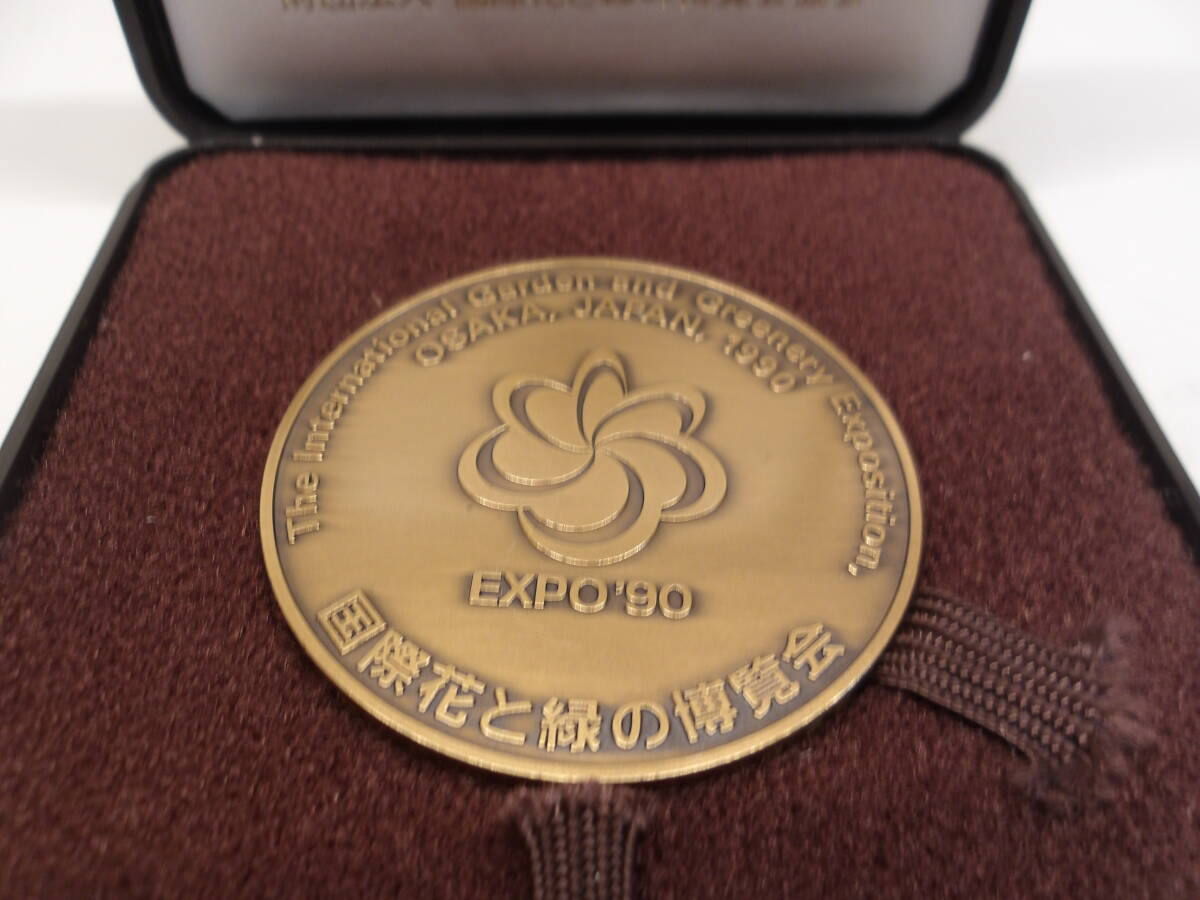 The International Garden and Greenery Exposition,
OSAKA, JAPAN, 1990
EXPO '90
国際花と緑の博覧会